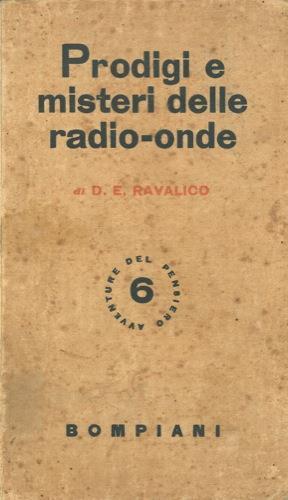 Prodigi e
misteri delle
radio-onde
di D. E. RAVALICO
AVVENTURE DEL PENSIERO
6
BOMPIANI